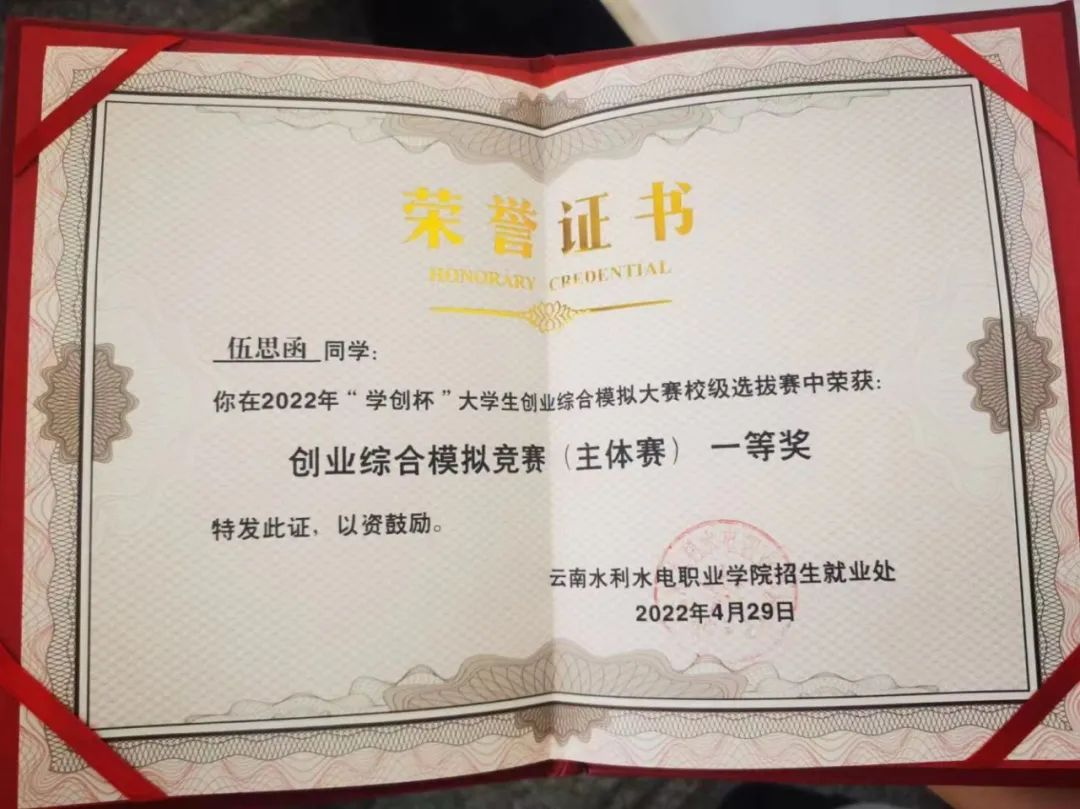 荣誉证书
HONORARY CREDENTIAL
伍思函 同学：
你在2022年“学创杯”大学生创业综合模拟大赛校级选拔赛中荣获：
创业综合模拟竞赛（主体赛） 一等奖
特发此证，以资鼓励。
云南水利水电职业学院招生就业处
2022年4月29日